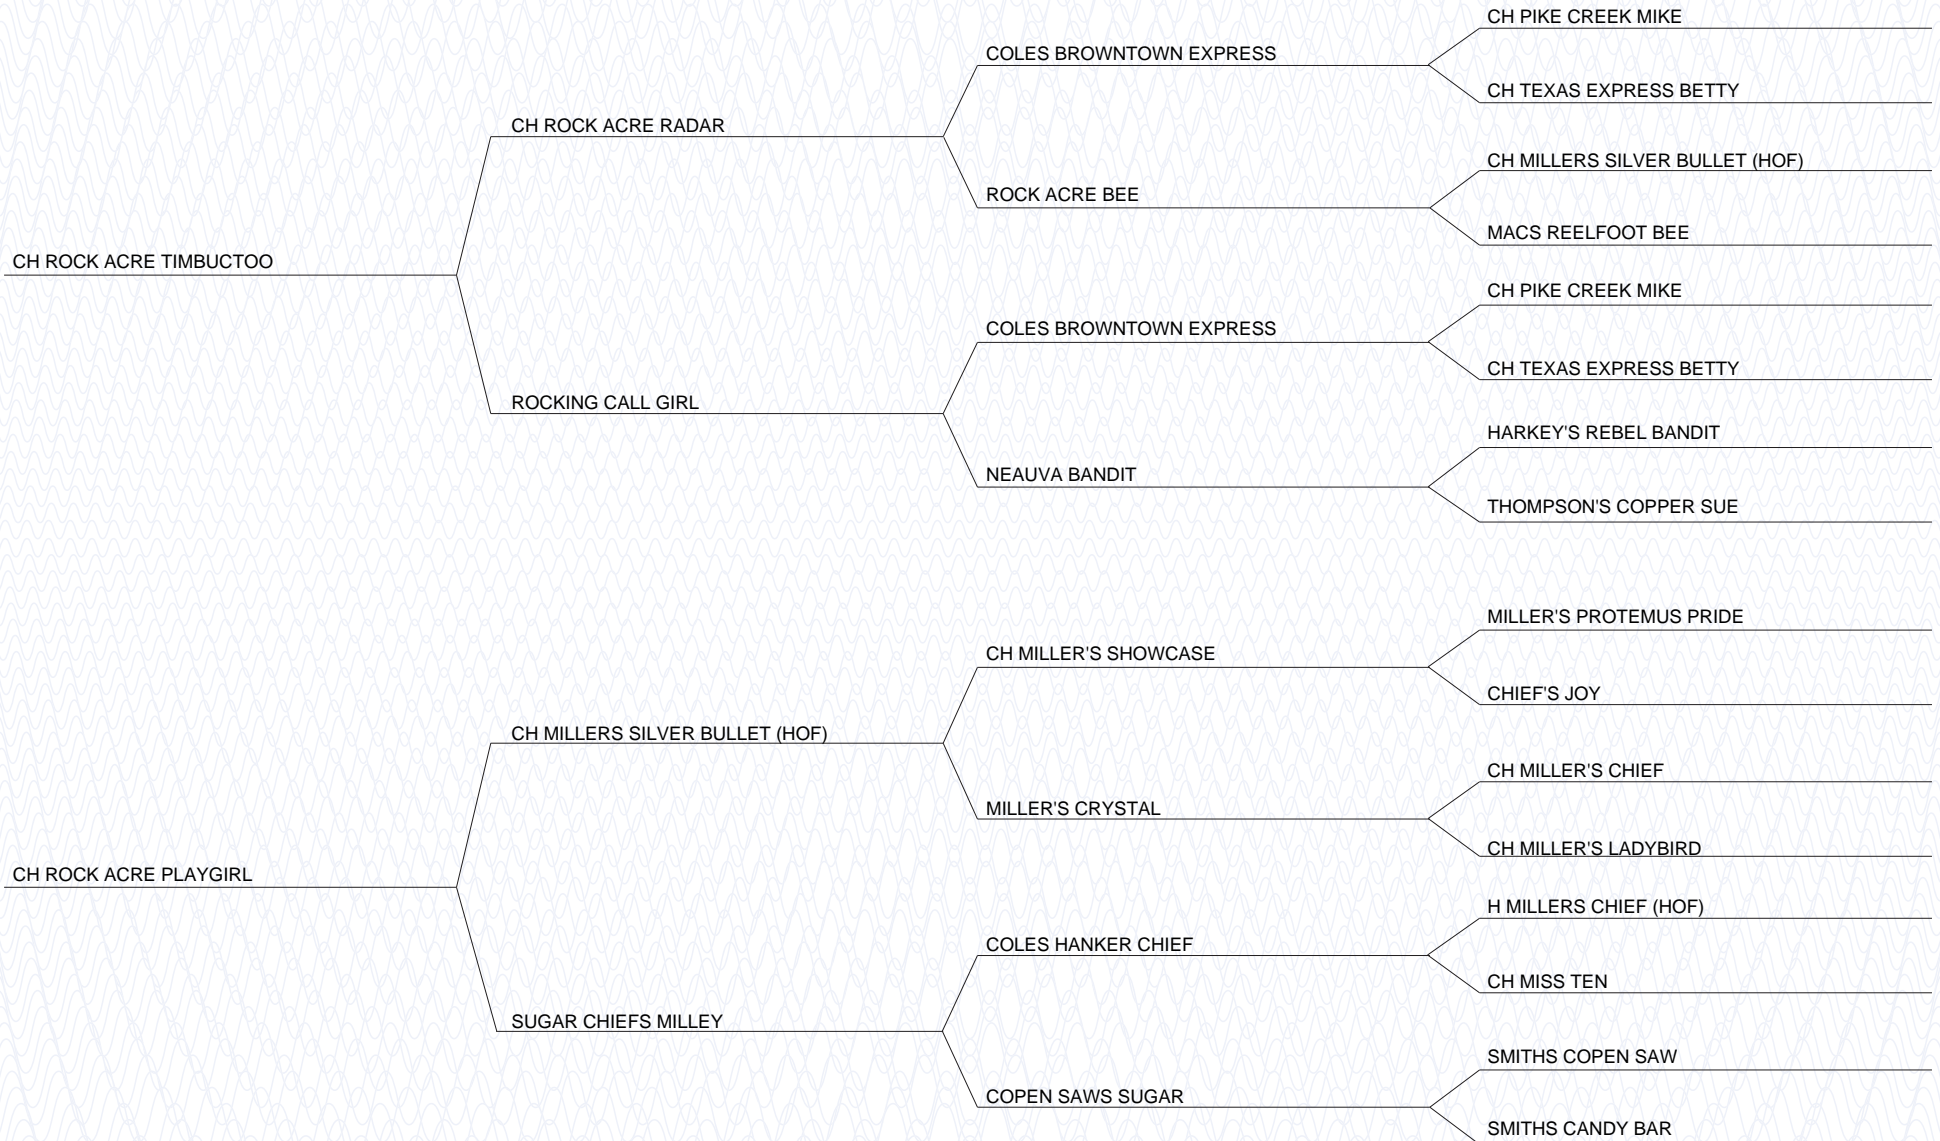 CH PIKE CREEK MIKE
COLES BROWNTOWN EXPRESS
CH TEXAS EXPRESS BETTY
CH ROCK ACRE RADAR
CH MILLERS SILVER BULLET (HOF)
ROCK ACRE BEE
MACS REELFOOT BEE
CH ROCK ACRE TIMBUCTOO
CH PIKE CREEK MIKE
COLES BROWNTOWN EXPRESS
CH TEXAS EXPRESS BETTY
ROCKING CALL GIRL
HARKEY'S REBEL BANDIT
NEAUVA BANDIT
THOMPSON'S COPPER SUE
MILLER'S PROTEMUS PRIDE
CH MILLER'S SHOWCASE
CHIEF'S JOY
CH MILLERS SILVER BULLET (HOF)
CH MILLER'S CHIEF
MILLER'S CRYSTAL
CH MILLER'S LADYBIRD
CH ROCK ACRE PLAYGIRL
H MILLERS CHIEF (HOF)
COLES HANKER CHIEF
CH MISS TEN
SUGAR CHIEFS MILLEY
SMITHS COPEN SAW
COPEN SAWS SUGAR
SMITHS CANDY BAR